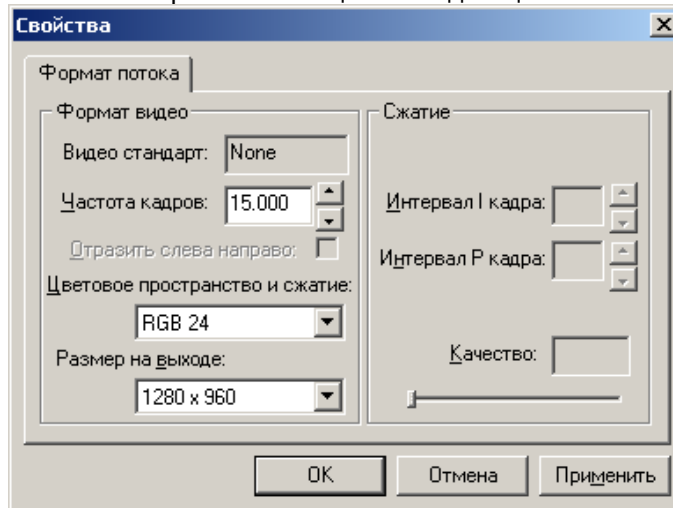 Свойства
Формат потока
Формат видео
Видео стандарт: None
Частота кадров: 15.000
Отразить слева направо:
Цветовое пространство и сжатие:
RGB 24
Размер на выходе:
1280 x 960
Сжатие
Интервал I кадра:
Интервал P кадра:
Качество:
OK Отмена Применить